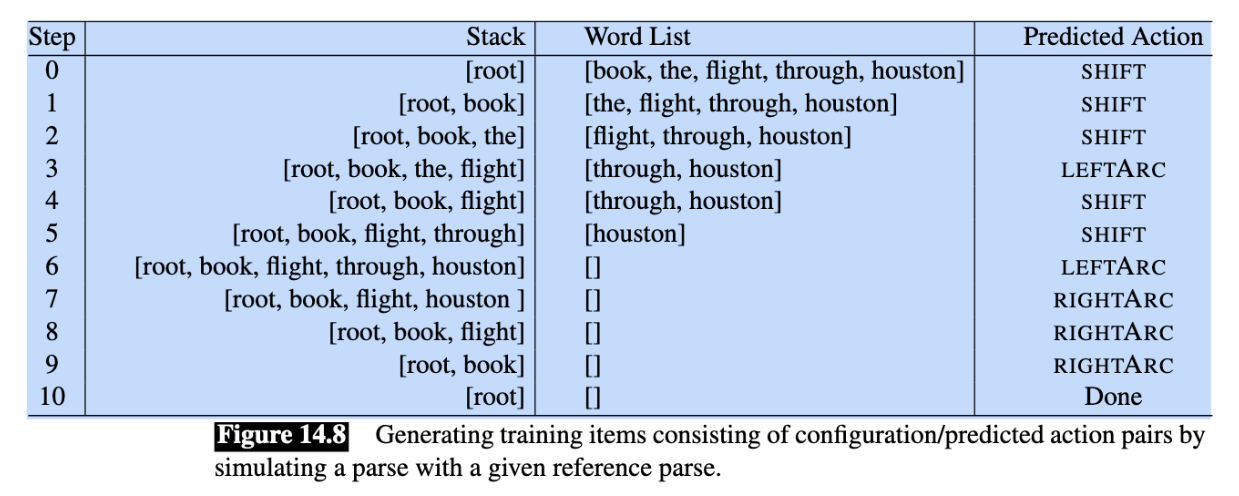 Step Stack Word List Predicted Action
0 [root] [book, the, flight, through, houston] SHIFT
1 [root, book] [the, flight, through, houston] SHIFT
2 [root, book, the] [flight, through, houston] SHIFT
3 [root, book, the, flight] [through, houston] LEFTARC
4 [root, book, flight] [through, houston] SHIFT
5 [root, book, flight, through] [houston] SHIFT
6 [root, book, flight, through, houston] [] LEFTARC
7 [root, book, flight, houston ] [] RIGHTARC
8 [root, book, flight] [] RIGHTARC
9 [root, book] [] RIGHTARC
10 [root] [] Done
Figure 14.8 Generating training items consisting of configuration/predicted action pairs by
simulating a parse with a given reference parse.